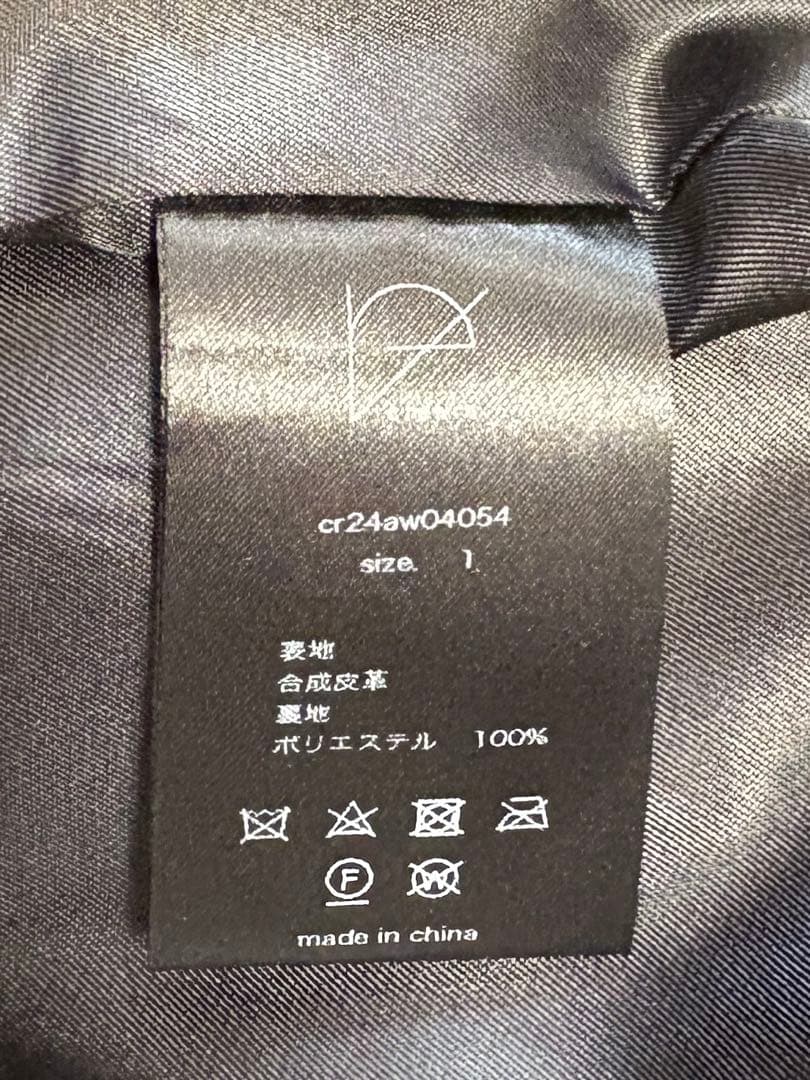 cr24aw04054
size. 1
表地
合成皮革
裏地
ポリエステル 100%
F
W
made in china